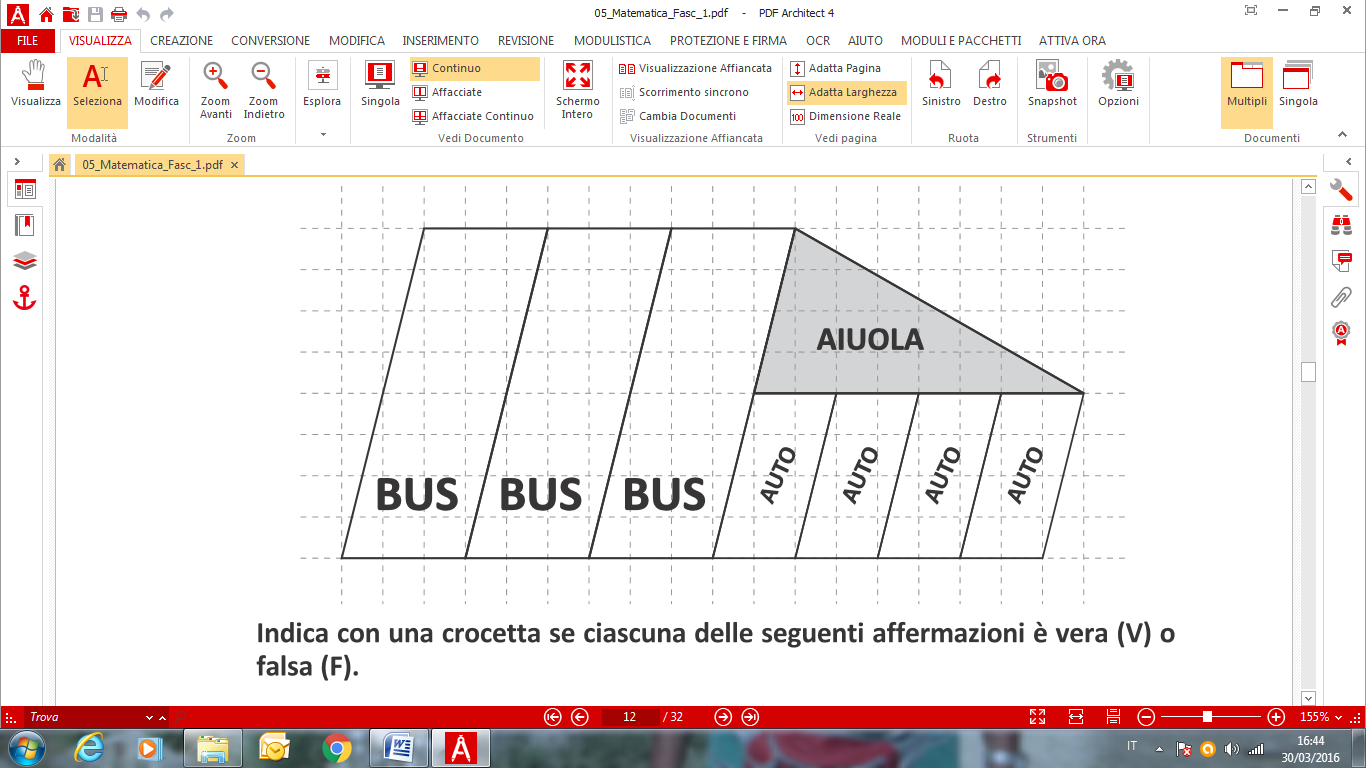 05_Matematica_Fasc_1.pdf - PDF Architect 4
FILE VISUALIZZA CREAZIONE CONVERSIONE MODIFICA INSERIMENTO REVISIONE MODULISTICA PROTEZIONE E FIRMA OCR AIUTO MODULI E PACCHETTI ATTIVA ORA
Continuo Visualizzazione Affiancata Adatta Pagina
Visualizza Seleziona Modifica Zoom Avanti Zoom Indietro Esplora Singola Affacciate Schermo Intero Scorrimento sincrono Adatta Larghezza Sinistro Destro Snapshot Opzioni Multipli Singola
Affacciate Continuo Cambia Documenti 100 Dimensione Reale
Modalità Zoom Vedi Documento Visualizzazione Affiancata Vedi pagina Ruota Strumenti Documenti
05_Matematica_Fasc_1.pdf
AIUOLA
BUS BUS BUS AUTO AUTO AUTO AUTO
Indica con una crocetta se ciascuna delle seguenti affermazioni è vera (V) o
falsa (F).
Trova 12 / 32 155%
IT 16:44
30/03/2016